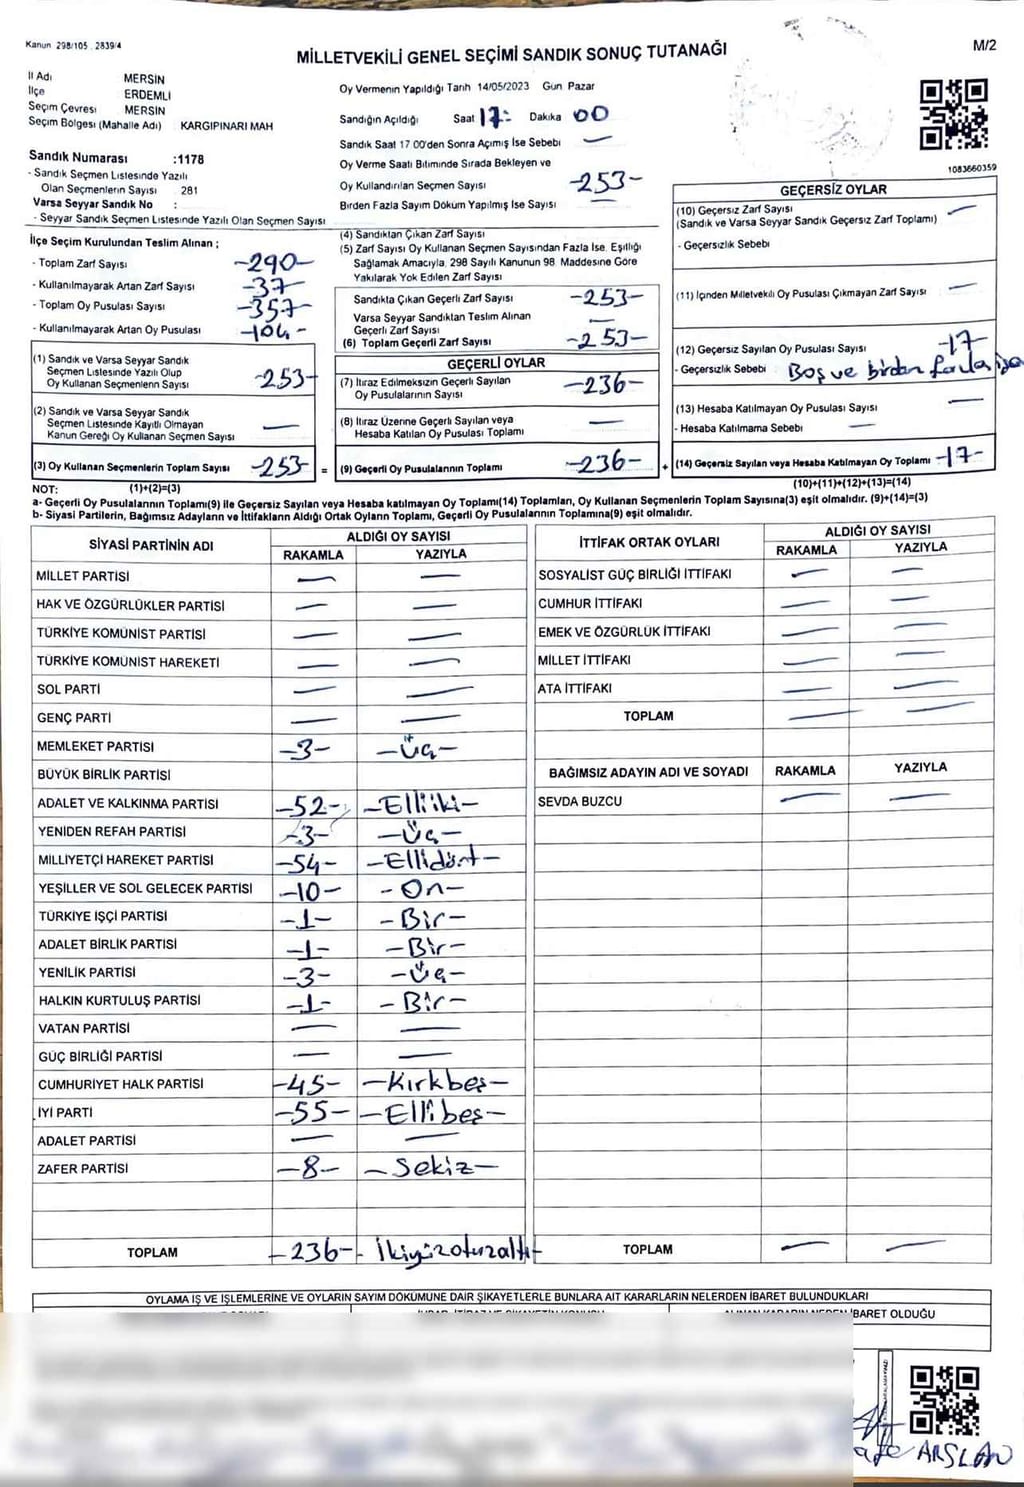 Kanun 298/105 . 2839/4
MİLLETVEKİLİ GENEL SEÇİMİ SANDIK SONUÇ TUTANAĞI
M/2
İl Adı MERSİN
İlçe ERDEMLİ
Seçim Çevresi MERSİN
Seçim Bölgesi (Mahalle Adı) KARGIPINARI MAH
Oy Vermenin Yapıldığı Tarih 14/05/2023 Gün Pazar
Sandığın Açıldığı Saat 17: Dakika 00
Sandık Saat 17 00'den Sonra Açımış İse Sebebi —
Oy Verme Saati Bitiminde Sırada Bekleyen ve
Oy Kullandırılan Seçmen Sayısı -253-
Birden Fazla Sayım Döküm Yapılmış İse Sayısı —
1083660359
Sandık Numarası :1178
- Sandık Seçmen Listesinde Yazılı
Olan Seçmenlerin Sayısı 281
Varsa Seyyar Sandık No :
- Seyyar Sandık Seçmen Listesinde Yazılı Olan Seçmen Sayısı
İlçe Seçim Kurulundan Teslim Alınan ;
- Toplam Zarf Sayısı -290-
- Kullanılmayarak Artan Zarf Sayısı -37-
- Toplam Oy Pusulası Sayısı -357-
- Kullanılmayarak Artan Oy Pusulası -104-
(1) Sandık ve Varsa Seyyar Sandık
Seçmen Listesinde Yazılı Olup
Oy Kullanan Seçmenlerin Sayısı -253-
(2) Sandık ve Varsa Seyyar Sandık
Seçmen Listesinde Kayıtlı Olmayan
Kanun Gereği Oy Kullanan Seçmen Sayısı —
(3) Oy Kullanan Seçmenlerin Toplam Sayısı -253- =
(4) Sandıktan Çıkan Zarf Sayısı
(5) Zarf Sayısı Oy Kullanan Seçmen Sayısından Fazla İse, Eşitliği
Sağlamak Amacıyla, 298 Sayılı Kanunun 98 Maddesine Göre
Yakılarak Yok Edilen Zarf Sayısı
Sandıkta Çıkan Geçerli Zarf Sayısı -253-
Varsa Seyyar Sandıktan Teslim Alınan
Geçerli Zarf Sayısı —
(6) Toplam Geçerli Zarf Sayısı -253-
GEÇERLİ OYLAR
(7) İtiraz Edilmeksizin Geçerli Sayılan
Oy Pusulalarının Sayısı -236-
(8) İtiraz Üzerine Geçerli Sayılan veya
Hesaba Katılan Oy Pusulası Toplamı —
(9) Geçerli Oy Pusulalarının Toplamı -236- +
GEÇERSİZ OYLAR
(10) Geçersiz Zarf Sayısı —
(Sandık ve Varsa Seyyar Sandık Geçersiz Zarf Toplamı)
- Geçersizlik Sebebi
(11) İçinden Milletvekili Oy Pusulası Çıkmayan Zarf Sayısı —
(12) Geçersiz Sayılan Oy Pusulası Sayısı -17-
- Geçersizlik Sebebi Boş ve birden fazla
(13) Hesaba Katılmayan Oy Pusulası Sayısı —
- Hesaba Katılmama Sebebi —
(14) Geçersiz Sayılan veya Hesaba Katılmayan Oy Toplamı -17-
NOT: (1)+(2)=(3)
(10)+(11)+(12)+(13)=(14)
a- Geçerli Oy Pusulalarının Toplamı(9) ile Geçersiz Sayılan veya Hesaba katılmayan Oy Toplamı(14) Toplamları, Oy Kullanan Seçmenlerin Toplam Sayısına(3) eşit olmalıdır. (9)+(14)=(3)
b- Siyasi Partilerin, Bağımsız Adayların ve İttifakların Aldığı Ortak Oyların Toplamı, Geçerli Oy Pusulalarının Toplamına(9) eşit olmalıdır.
SİYASİ PARTİNİN ADI ALDIĞI OY SAYISI
RAKAMLA YAZIYLA
MİLLET PARTİSİ — —
HAK VE ÖZGÜRLÜKLER PARTİSİ — —
TÜRKİYE KOMÜNİST PARTİSİ — —
TÜRKİYE KOMÜNİST HAREKETİ — —
SOL PARTİ — —
GENÇ PARTİ — —
MEMLEKET PARTİSİ -3- -Üç-
BÜYÜK BİRLİK PARTİSİ
ADALET VE KALKINMA PARTİSİ -52- -Elliiki-
YENİDEN REFAH PARTİSİ -3- -Üç-
MİLLİYETÇİ HAREKET PARTİSİ -54- -Ellidört-
YEŞİLLER VE SOL GELECEK PARTİSİ -10- -On-
TÜRKİYE İŞÇİ PARTİSİ -1- -Bir-
ADALET BİRLİK PARTİSİ -1- -Bir-
YENİLİK PARTİSİ -3- -Üç-
HALKIN KURTULUŞ PARTİSİ -1- -Bir-
VATAN PARTİSİ — —
GÜÇ BİRLİĞİ PARTİSİ — —
CUMHURİYET HALK PARTİSİ -45- -Kırkbeş-
İYİ PARTİ -55- -Ellibeş-
ADALET PARTİSİ — —
ZAFER PARTİSİ -8- -Sekiz-
TOPLAM -236- -İkiyüzotuzaltı-
İTTİFAK ORTAK OYLARI ALDIĞI OY SAYISI
RAKAMLA YAZIYLA
SOSYALİST GÜÇ BİRLİĞİ İTTİFAKI — —
CUMHUR İTTİFAKI — —
EMEK VE ÖZGÜRLÜK İTTİFAKI — —
MİLLET İTTİFAKI — —
ATA İTTİFAKI — —
TOPLAM — —
BAĞIMSIZ ADAYIN ADI VE SOYADI RAKAMLA YAZIYLA
SEVDA BUZCU — —
TOPLAM — —
OYLAMA İŞ VE İŞLEMLERİNE VE OYLARIN SAYIM DÖKÜMÜNE DAİR ŞİKAYETLERLE BUNLARA AİT KARARLARIN NELERDEN İBARET BULUNDUKLARI
İBARET OLDUĞU
ARSLAN